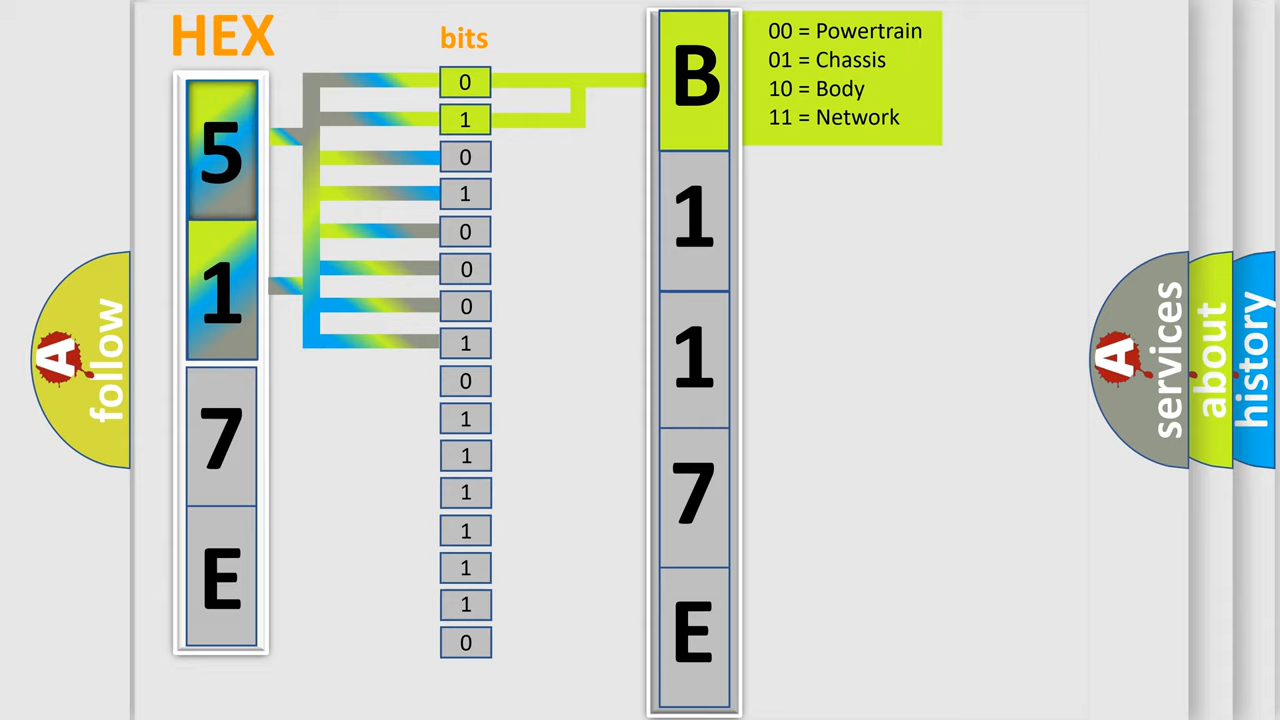 HEX
bits
5
1
7
E
0
1
0
1
0
0
0
1
0
1
1
1
1
1
1
0
B
1
1
7
E
00 = Powertrain
01 = Chassis
10 = Body
11 = Network
A follow
A services
about
history